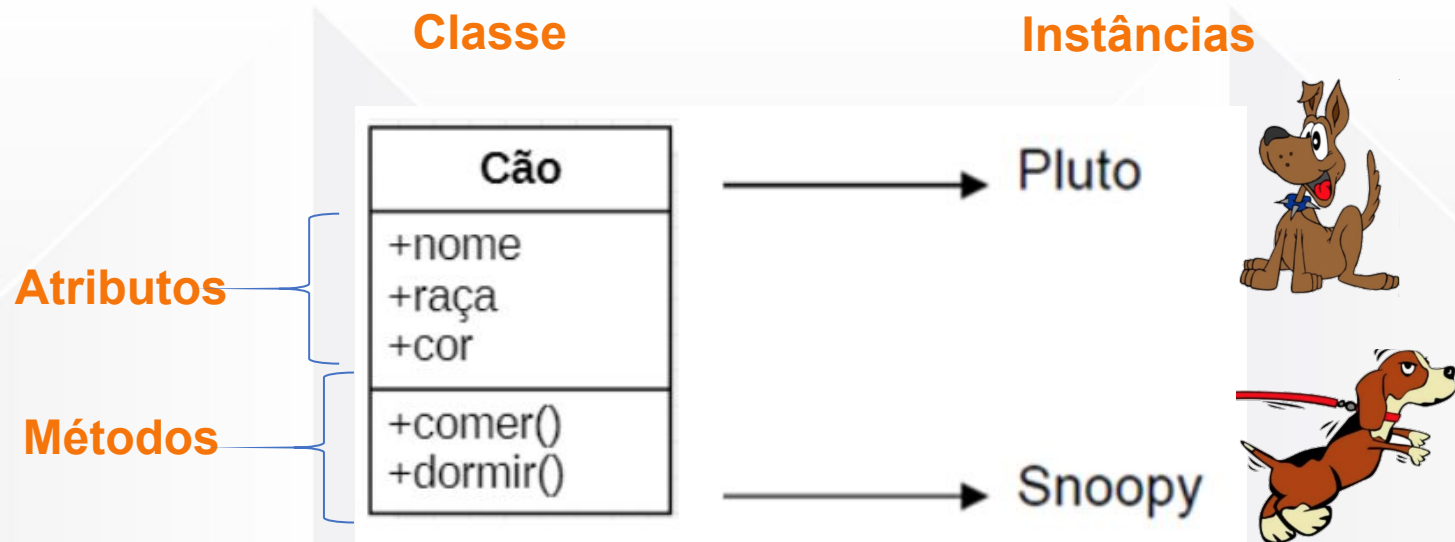 Classe
Instâncias
Cão
Pluto
+nome
+raça
+cor
Atributos
+comer()
+dormir()
Métodos
Snoopy